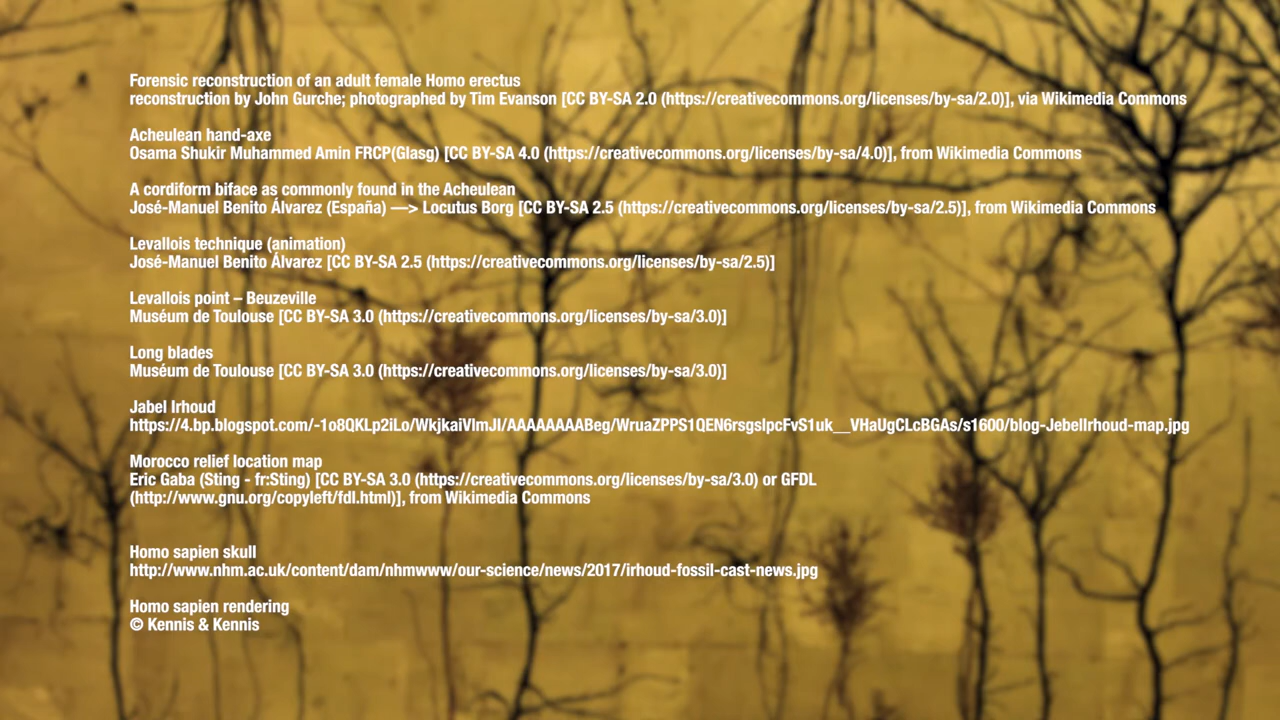 Forensic reconstruction of an adult female Homo erectus
reconstruction by John Gurche; photographed by Tim Evanson [CC BY-SA 2.0 (https://creativecommons.org/licenses/by-sa/2.0)], via Wikimedia Commons
Acheulean hand-axe
Osama Shukir Muhammed Amin FRCP(Glasg) [CC BY-SA 4.0 (https://creativecommons.org/licenses/by-sa/4.0)], from Wikimedia Commons
A cordiform biface as commonly found in the Acheulean
José-Manuel Benito Álvarez (España) —> Locutus Borg [CC BY-SA 2.5 (https://creativecommons.org/licenses/by-sa/2.5)], from Wikimedia Commons
Levallois technique (animation)
José-Manuel Benito Álvarez [CC BY-SA 2.5 (https://creativecommons.org/licenses/by-sa/2.5)]
Levallois point – Beuzeville
Muséum de Toulouse [CC BY-SA 3.0 (https://creativecommons.org/licenses/by-sa/3.0)]
Long blades
Muséum de Toulouse [CC BY-SA 3.0 (https://creativecommons.org/licenses/by-sa/3.0)]
Jabel Irhoud
https://4.bp.blogspot.com/-1o8QKLp2iLo/WkjkaiVlmJI/AAAAAAAABeg/WruaZPPS1QEN6rsgslpcFvS1uk__VHaUgCLcBGAs/s1600/blog-JebelIrhoud-map.jpg
Morocco relief location map
Eric Gaba (Sting - fr:Sting) [CC BY-SA 3.0 (https://creativecommons.org/licenses/by-sa/3.0) or GFDL
(http://www.gnu.org/copyleft/fdl.html)], from Wikimedia Commons
Homo sapien skull
http://www.nhm.ac.uk/content/dam/nhmwww/our-science/news/2017/irhoud-fossil-cast-news.jpg
Homo sapien rendering
© Kennis & Kennis